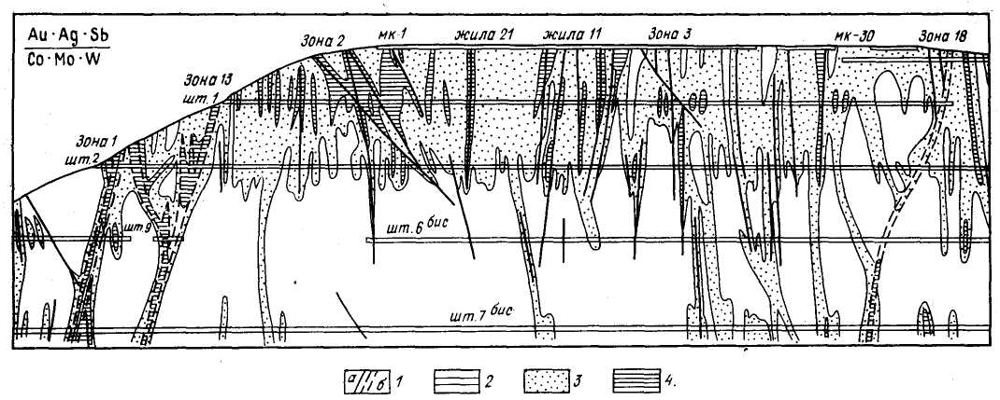 Au·Ag·Sb
Co·Mo·W
Зона 2
мк-1
жила 21
жила 11
Зона 3
мк-30
Зона 18
Зона 13
шт.1
Зона 1
шт.2
шт 9
шт.6 бис
шт.7 бис
а б 1
2
3
4.